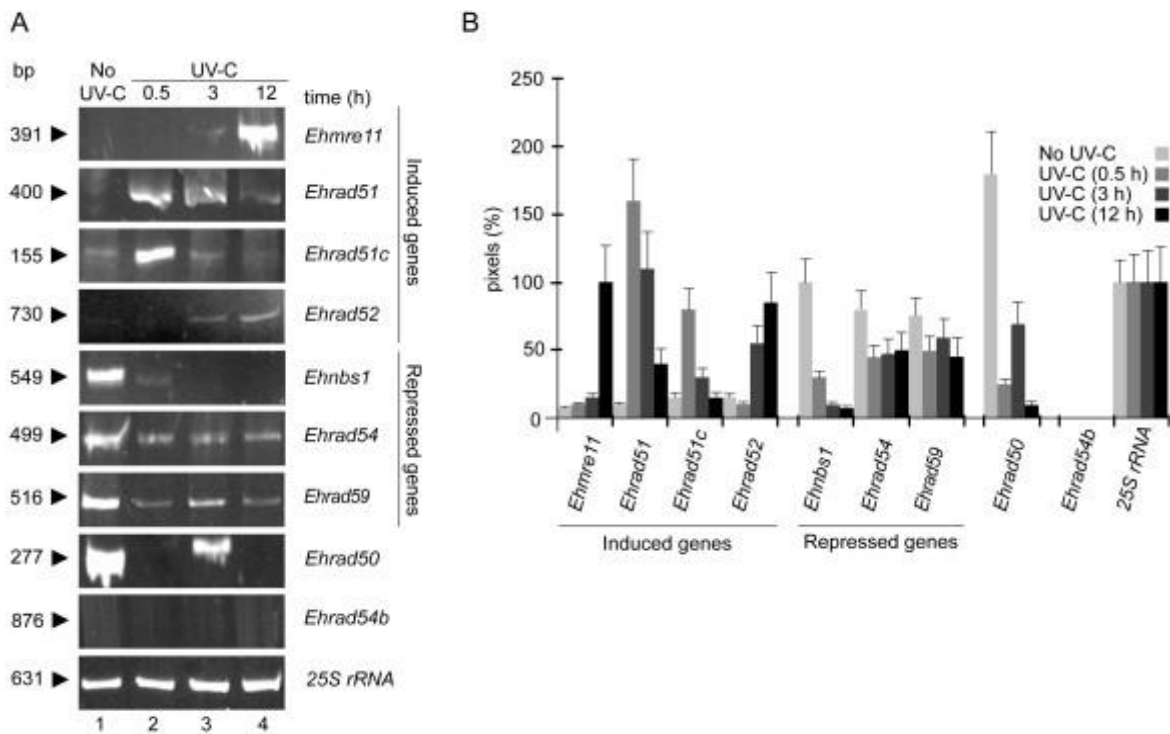 A
bp No UV-C UV-C
0.5 3 12 time (h)
391 Ehmre11
400 Ehrad51
155 Ehrad51c
730 Ehrad52
Induced genes
549 Ehnbs1
499 Ehrad54
516 Ehrad59
Repressed genes
277 Ehrad50
876 Ehrad54b
631 25S rRNA
1 2 3 4
B
pixels (%)
250
200
150
100
50
0
No UV-C
UV-C (0.5 h)
UV-C (3 h)
UV-C (12 h)
Ehmre11 Ehrad51 Ehrad51c Ehrad52 Ehnbs1 Ehrad54 Ehrad59 Ehrad50 Ehrad54b 25S rRNA
Induced genes Repressed genes